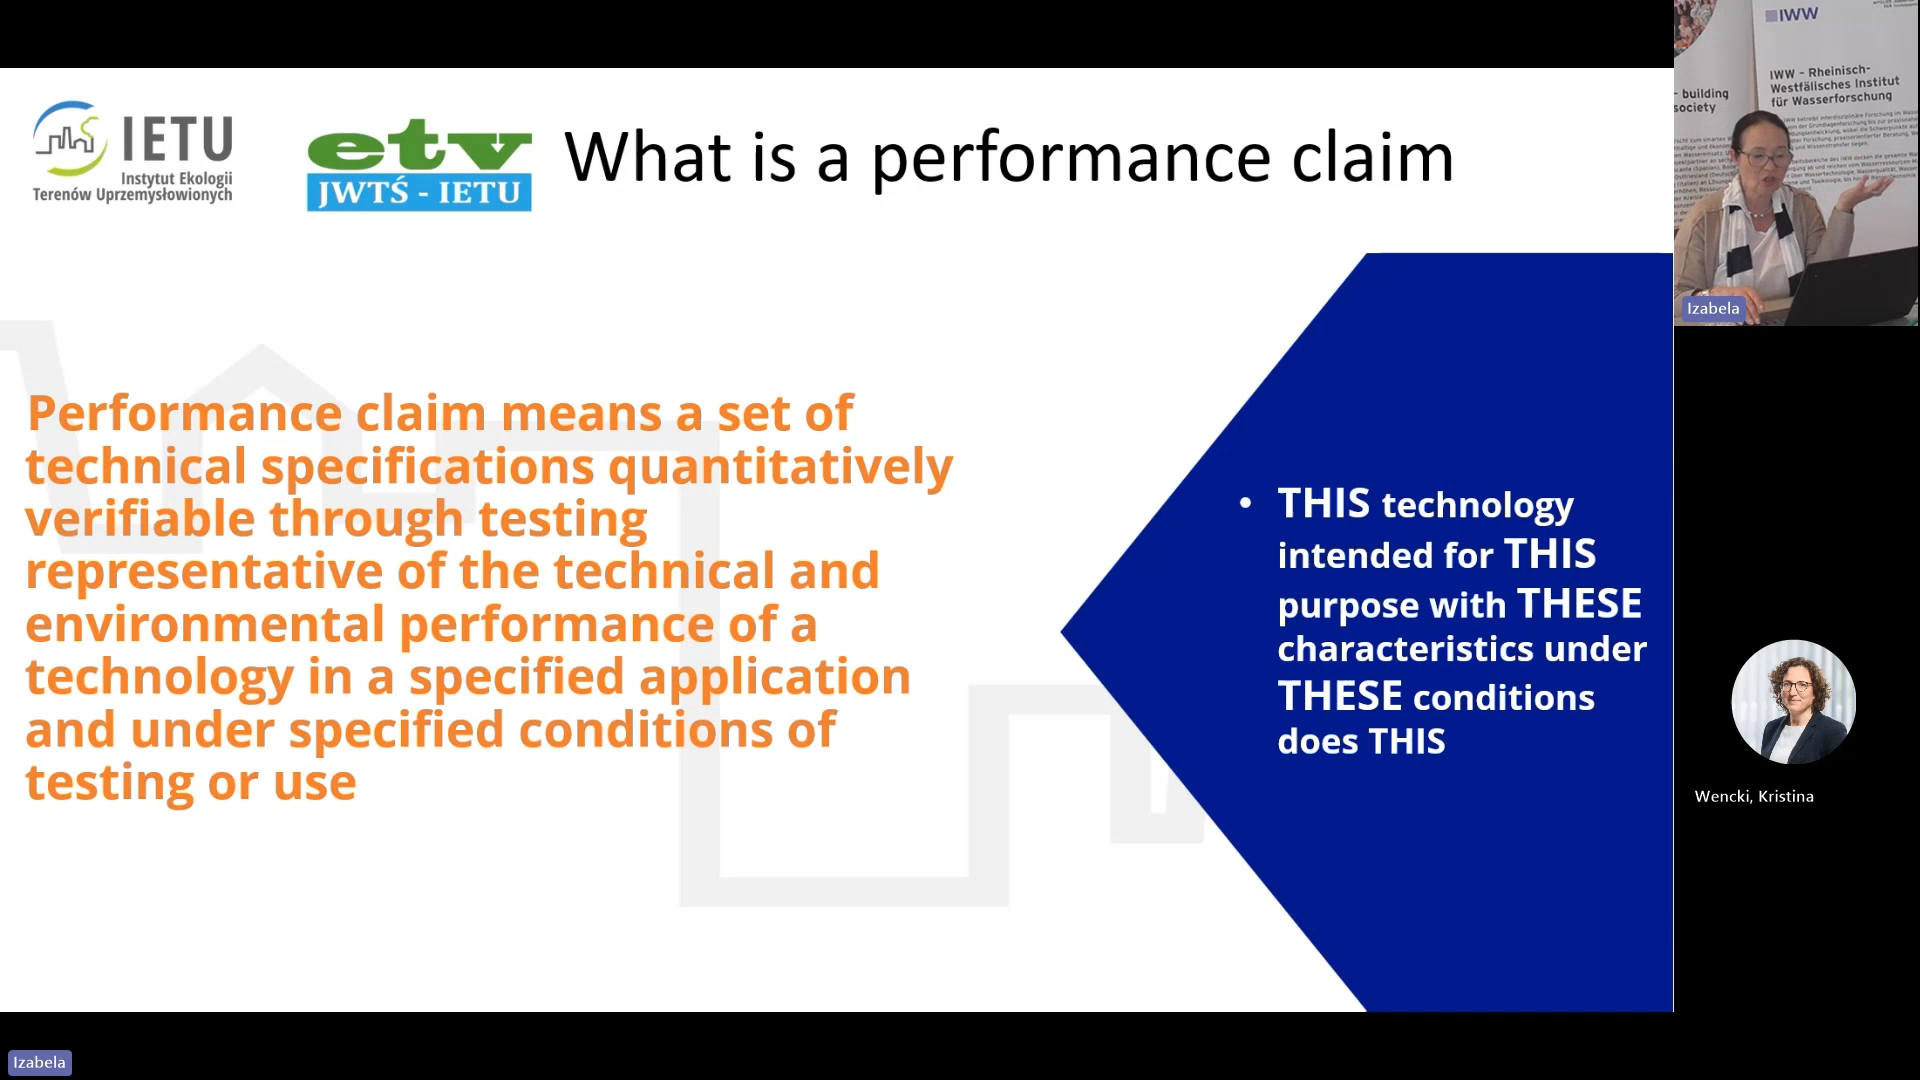 IETU
Instytut Ekologii
Terenów Uprzemysłowionych
etv
JWTŚ - IETU
What is a performance claim
Performance claim means a set of
technical specifications quantitatively
verifiable through testing
representative of the technical and
environmental performance of a
technology in a specified application
and under specified conditions of
testing or use
• THIS technology
intended for THIS
purpose with THESE
characteristics under
THESE conditions
does THIS
IWW
- building
society
IWW - Rheinisch-
Westfälisches Institut
für Wasserforschung
Izabela
Wencki, Kristina
Izabela